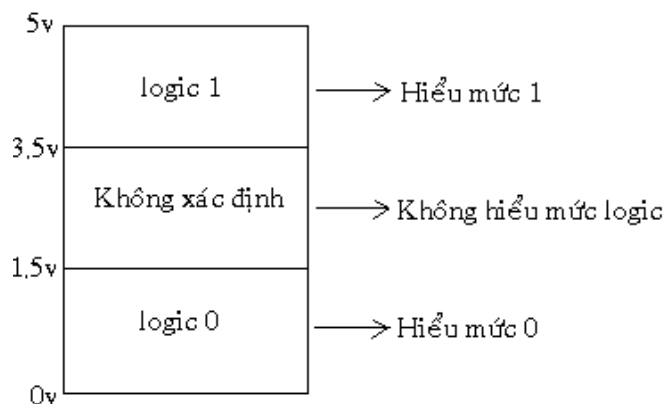 5v
logic 1
Hiểu mức 1
3,5v
Không xác định
Không hiểu mức logic
1,5v
logic 0
Hiểu mức 0
0v